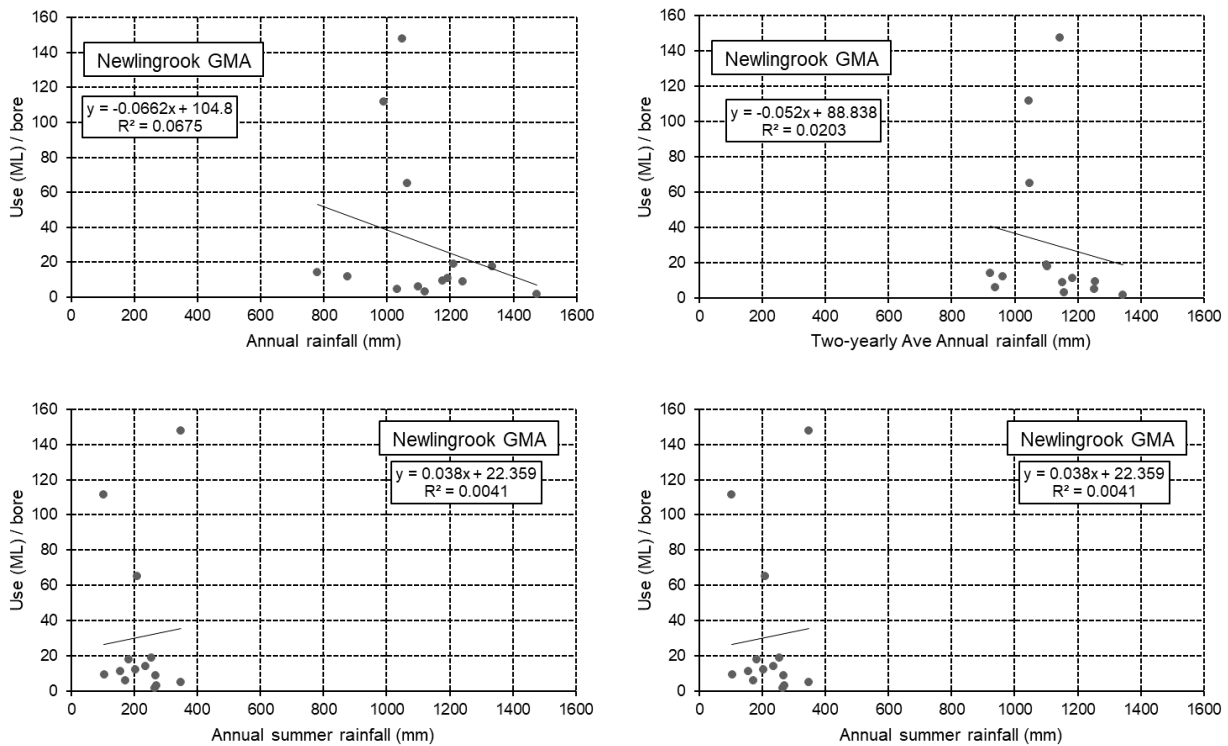 160
140
120
100
80
60
40
20
0
Use (ML) / bore
Newlingrook GMA
y = -0.0662x + 104.8
R² = 0.0675
0 200 400 600 800 1000 1200 1400 1600
Annual rainfall (mm)
160
140
120
100
80
60
40
20
0
Use (ML) / bore
Newlingrook GMA
y = -0.052x + 88.838
R² = 0.0203
0 200 400 600 800 1000 1200 1400 1600
Two-yearly Ave Annual rainfall (mm)
160
140
120
100
80
60
40
20
0
Use (ML) / bore
Newlingrook GMA
y = 0.038x + 22.359
R² = 0.0041
0 200 400 600 800 1000 1200 1400 1600
Annual summer rainfall (mm)
160
140
120
100
80
60
40
20
0
Use (ML) / bore
Newlingrook GMA
y = 0.038x + 22.359
R² = 0.0041
0 200 400 600 800 1000 1200 1400 1600
Annual summer rainfall (mm)